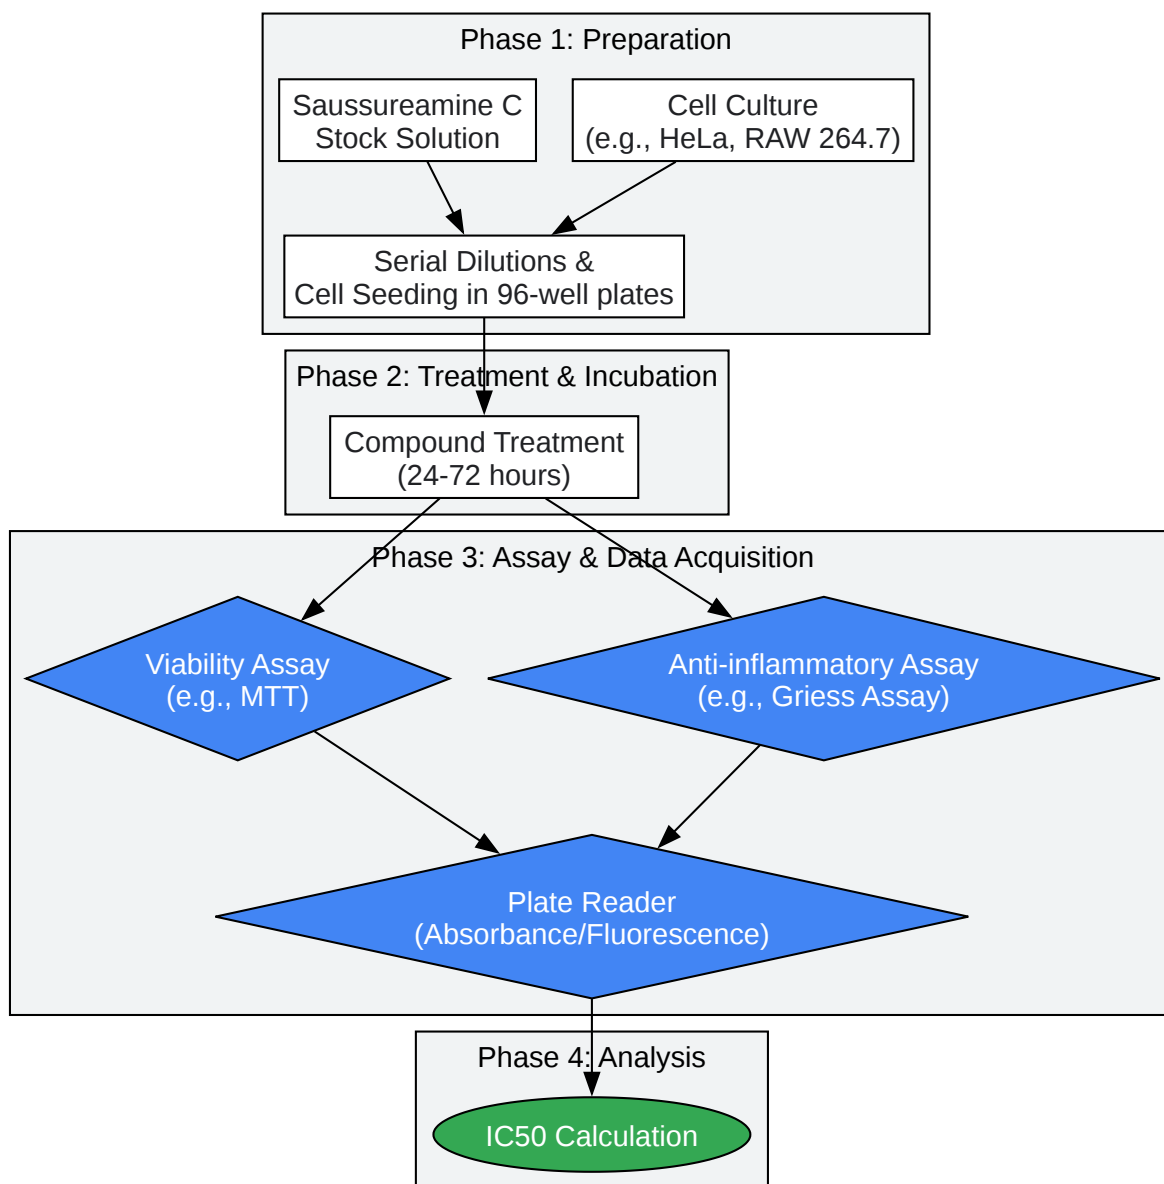 Phase 1: Preparation
Saussureamine C
Stock Solution
Cell Culture
(e.g., HeLa, RAW 264.7)
Serial Dilutions &
Cell Seeding in 96-well plates
Phase 2: Treatment & Incubation
Compound Treatment
(24-72 hours)
Phase 3: Assay & Data Acquisition
Viability Assay
(e.g., MTT)
Anti-inflammatory Assay
(e.g., Griess Assay)
Plate Reader
(Absorbance/Fluorescence)
Phase 4: Analysis
IC50 Calculation